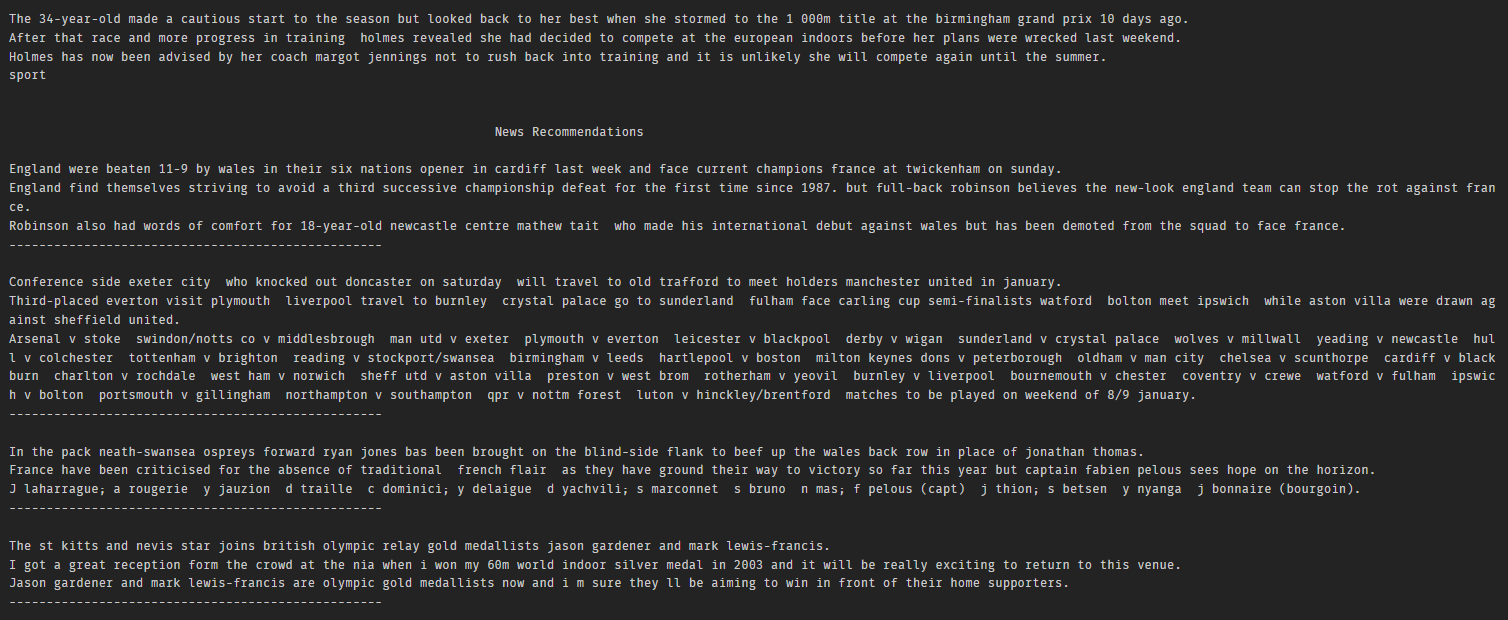 The 34-year-old made a cautious start to the season but looked back to her best when she stormed to the 1 000m title at the birmingham grand prix 10 days ago.
After that race and more progress in training  holmes revealed she had decided to compete at the european indoors before her plans were wrecked last weekend.
Holmes has now been advised by her coach margot jennings not to rush back into training and it is unlikely she will compete again until the summer.
sport
News Recommendations
England were beaten 11-9 by wales in their six nations opener in cardiff last week and face current champions france at twickenham on sunday.
England find themselves striving to avoid a third successive championship defeat for the first time since 1987. but full-back robinson believes the new-look england team can stop the rot against fran
ce.
Robinson also had words of comfort for 18-year-old newcastle centre mathew tait  who made his international debut against wales but has been demoted from the squad to face france.
--------------------------------------------------
Conference side exeter city  who knocked out doncaster on saturday  will travel to old trafford to meet holders manchester united in january.
Third-placed everton visit plymouth  liverpool travel to burnley  crystal palace go to sunderland  fulham face carling cup semi-finalists watford  bolton meet ipswich  while aston villa were drawn ag
ainst sheffield united.
Arsenal v stoke  swindon/notts co v middlesbrough  man utd v exeter  plymouth v everton  leicester v blackpool  derby v wigan  sunderland v crystal palace  wolves v millwall  yeading v newcastle  hul
l v colchester  tottenham v brighton  reading v stockport/swansea  birmingham v leeds  hartlepool v boston  milton keynes dons v peterborough  oldham v man city  chelsea v scunthorpe  cardiff v black
burn  charlton v rochdale  west ham v norwich  sheff utd v aston villa  preston v west brom  rotherham v yeovil  burnley v liverpool  bournemouth v chester  coventry v crewe  watford v fulham  ipswic
h v bolton  portsmouth v gillingham  northampton v southampton  qpr v nottm forest  luton v hinckley/brentford  matches to be played on weekend of 8/9 january.
--------------------------------------------------
In the pack neath-swansea ospreys forward ryan jones bas been brought on the blind-side flank to beef up the wales back row in place of jonathan thomas.
France have been criticised for the absence of traditional  french flair  as they have ground their way to victory so far this year but captain fabien pelous sees hope on the horizon.
J laharrague; a rougerie  y jauzion  d traille  c dominici; y delaigue  d yachvili; s marconnet  s bruno  n mas; f pelous (capt)  j thion; s betsen  y nyanga  j bonnaire (bourgoin).
--------------------------------------------------
The st kitts and nevis star joins british olympic relay gold medallists jason gardener and mark lewis-francis.
I got a great reception form the crowd at the nia when i won my 60m world indoor silver medal in 2003 and it will be really exciting to return to this venue.
Jason gardener and mark lewis-francis are olympic gold medallists now and i m sure they ll be aiming to win in front of their home supporters.
--------------------------------------------------